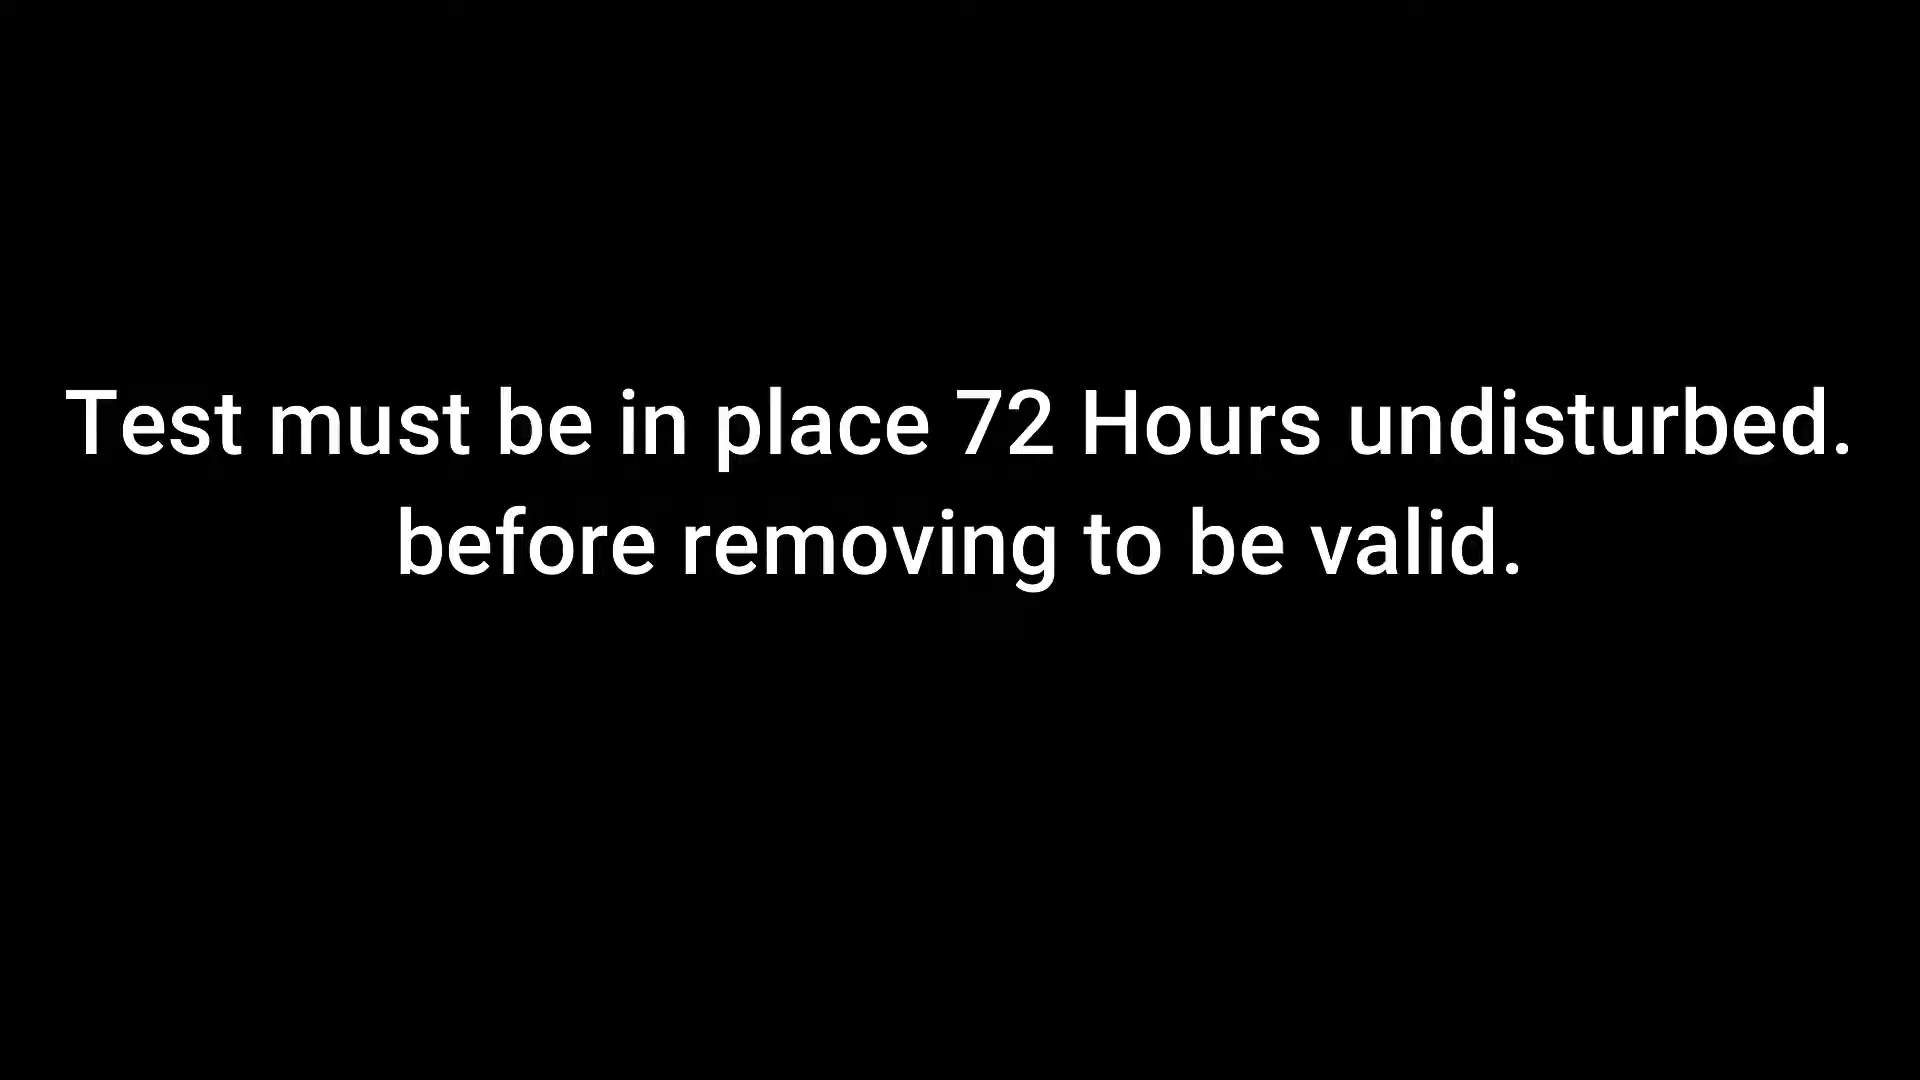 Test must be in place 72 Hours undisturbed.
before removing to be valid.